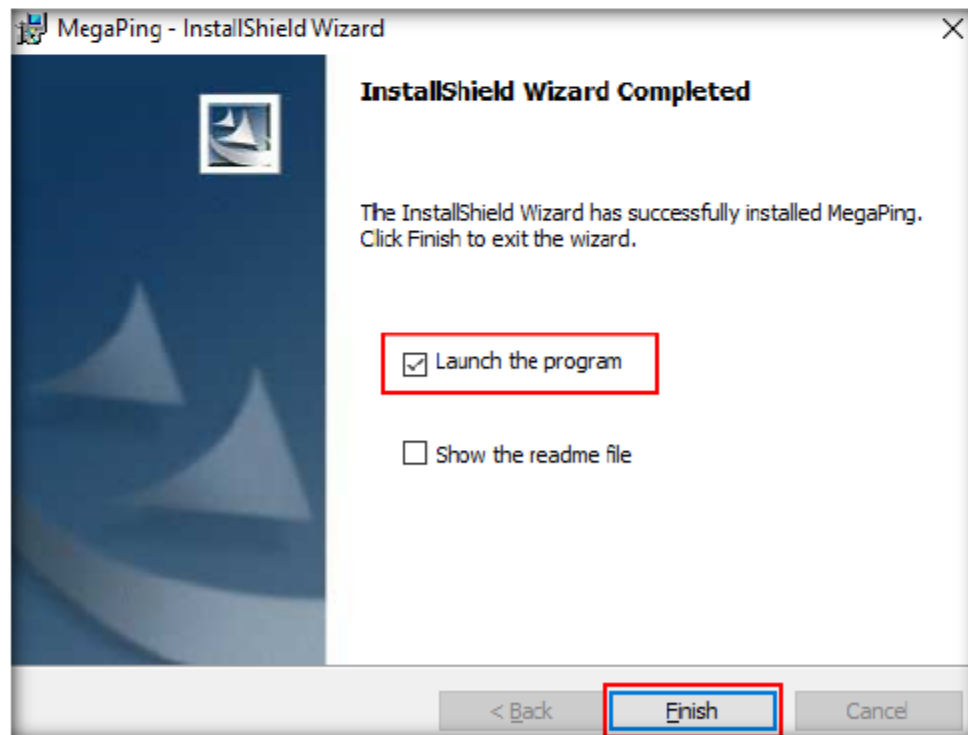 MegaPing - InstallShield Wizard
InstallShield Wizard Completed
The InstallShield Wizard has successfully installed MegaPing.
Click Finish to exit the wizard.
Launch the program
Show the readme file
< Back Finish Cancel